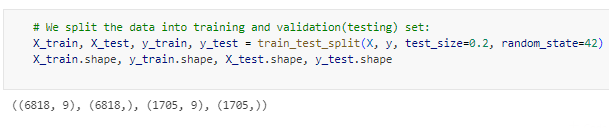 # We split the data into training and validation(testing) set:
X_train, X_test, y_train, y_test = train_test_split(X, y, test_size=0.2, random_state=42)
X_train.shape, y_train.shape, X_test.shape, y_test.shape
((6818, 9), (6818,), (1705, 9), (1705,))